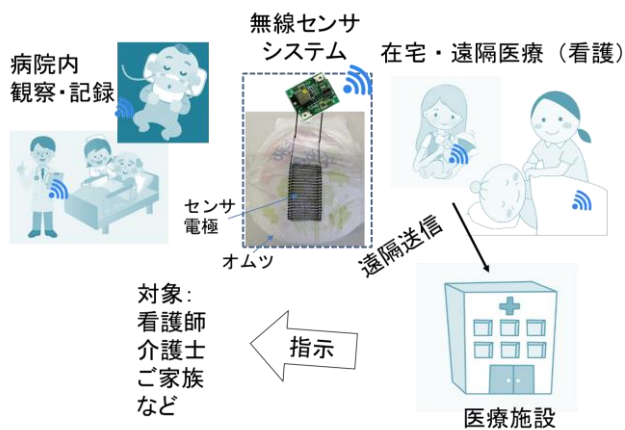 無線センサ
システム
病院内
観察・記録
在宅・遠隔医療（看護）
センサ
電極
オムツ
遠隔送信
対象：
看護師
介護士
ご家族
など
指示
医療施設